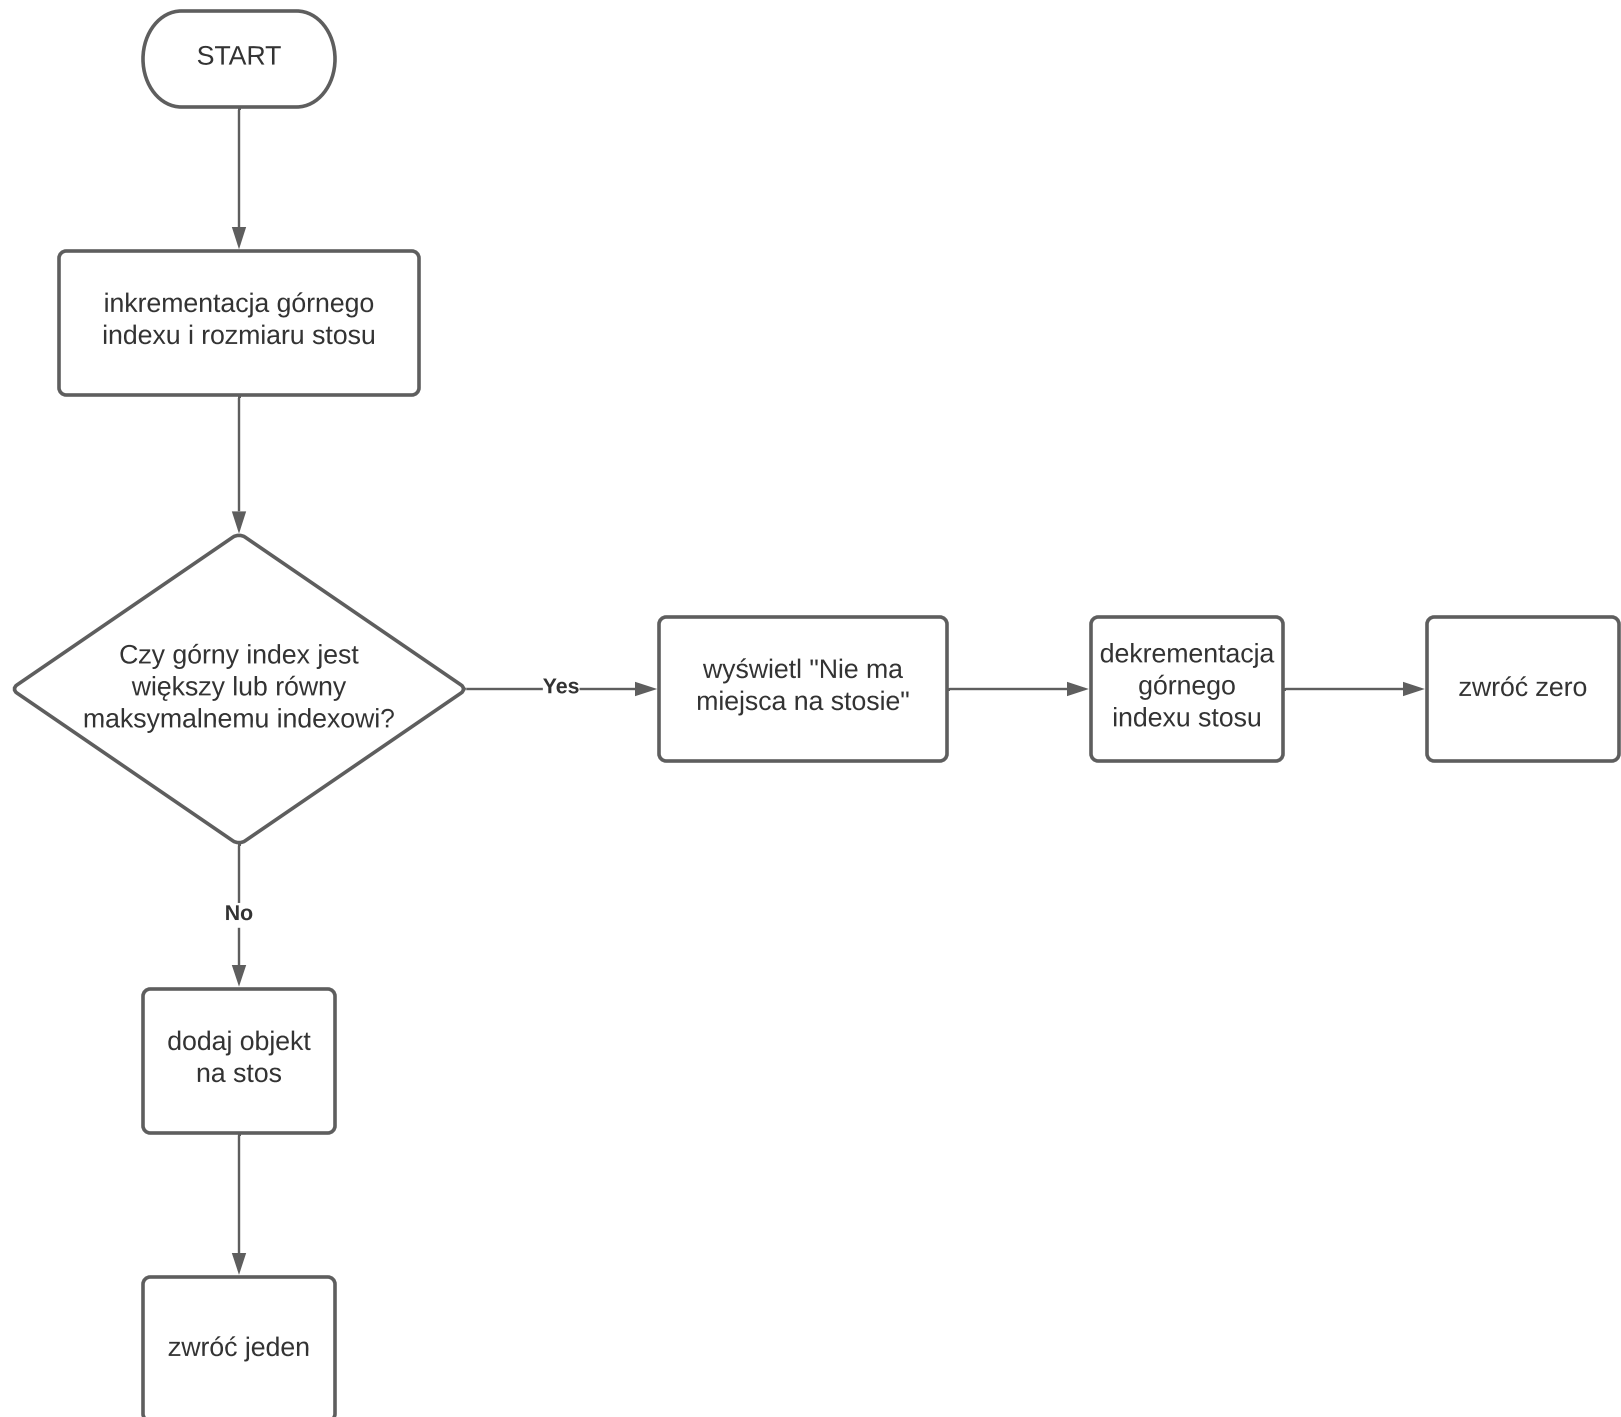 START
inkrementacja górnego
indexu i rozmiaru stosu
Czy górny index jest
większy lub równy
maksymalnemu indexowi?
Yes
wyświetl "Nie ma
miejsca na stosie"
dekrementacja
górnego
indexu stosu
zwróć zero
No
dodaj objekt
na stos
zwróć jeden